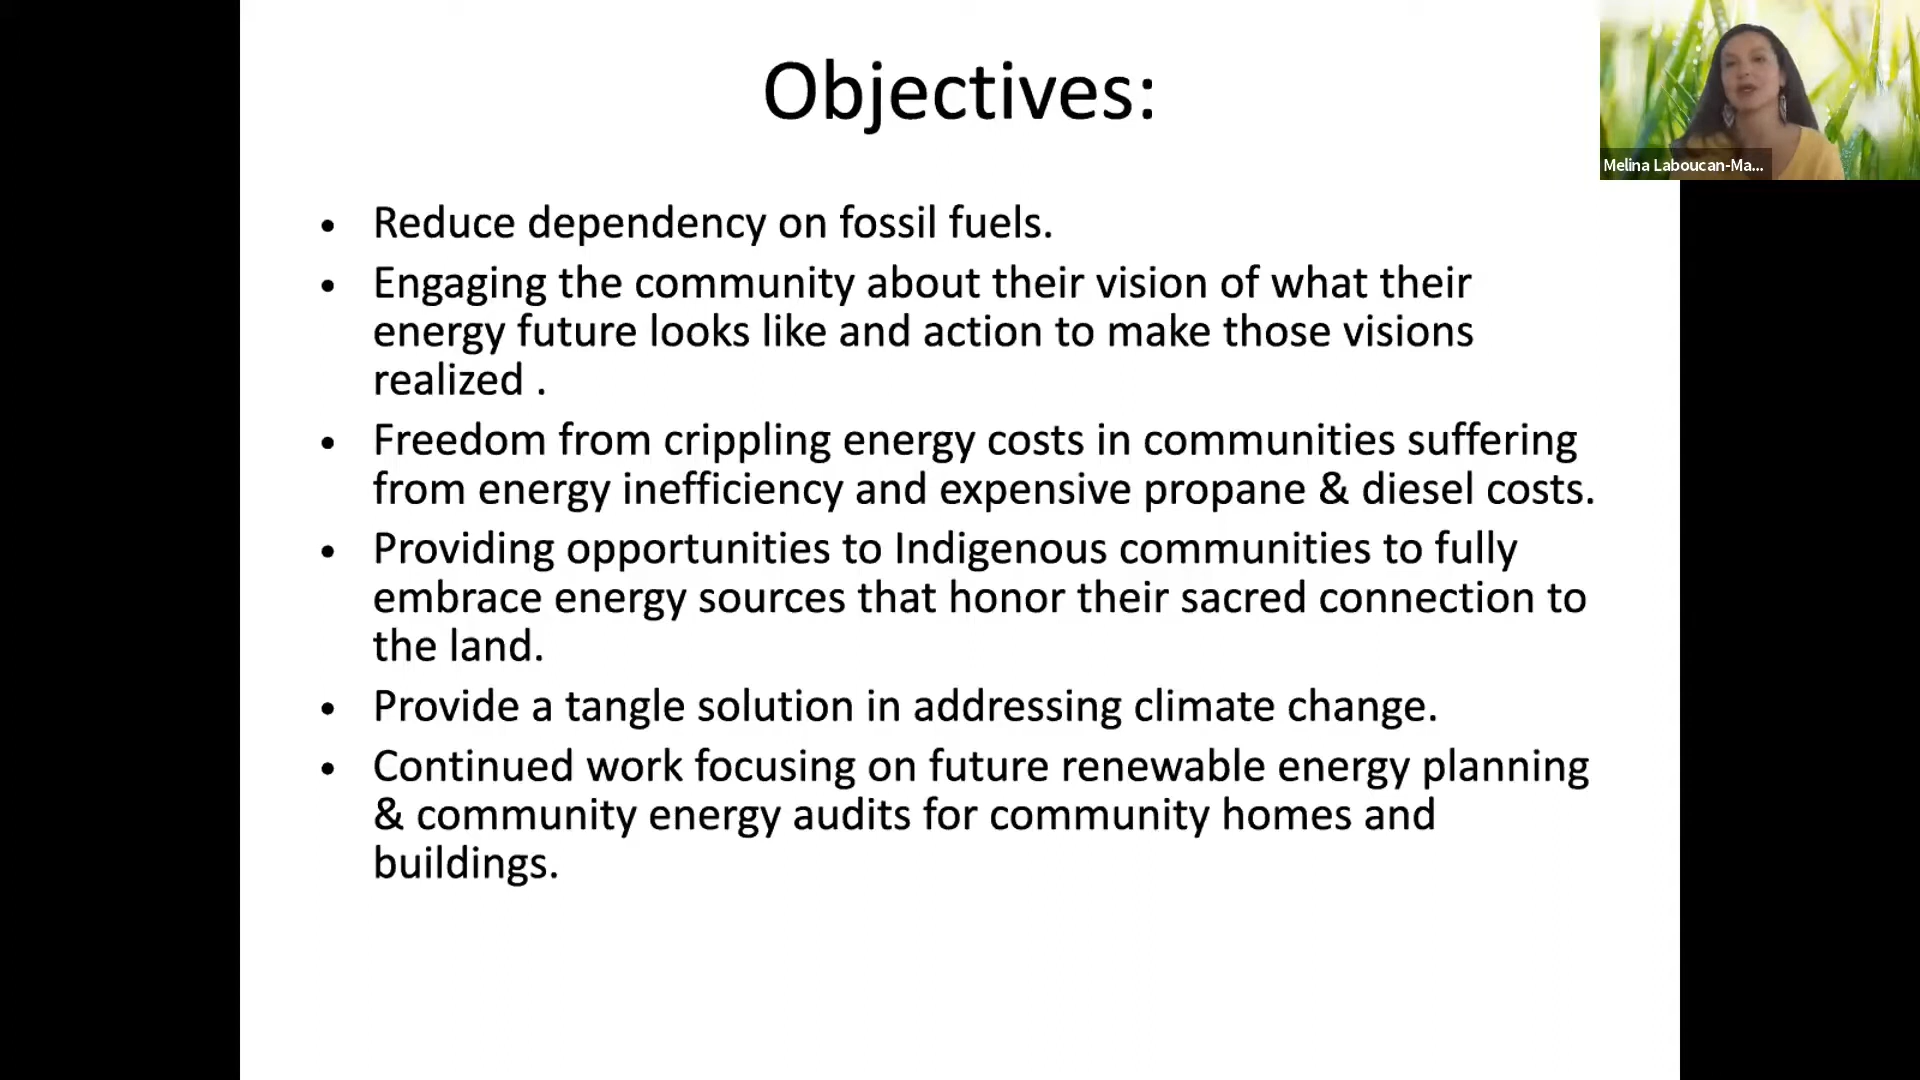 Objectives:
Melina Laboucan-Ma...
• Reduce dependency on fossil fuels.
• Engaging the community about their vision of what their
energy future looks like and action to make those visions
realized .
• Freedom from crippling energy costs in communities suffering
from energy inefficiency and expensive propane & diesel costs.
• Providing opportunities to Indigenous communities to fully
embrace energy sources that honor their sacred connection to
the land.
• Provide a tangle solution in addressing climate change.
• Continued work focusing on future renewable energy planning
& community energy audits for community homes and
buildings.